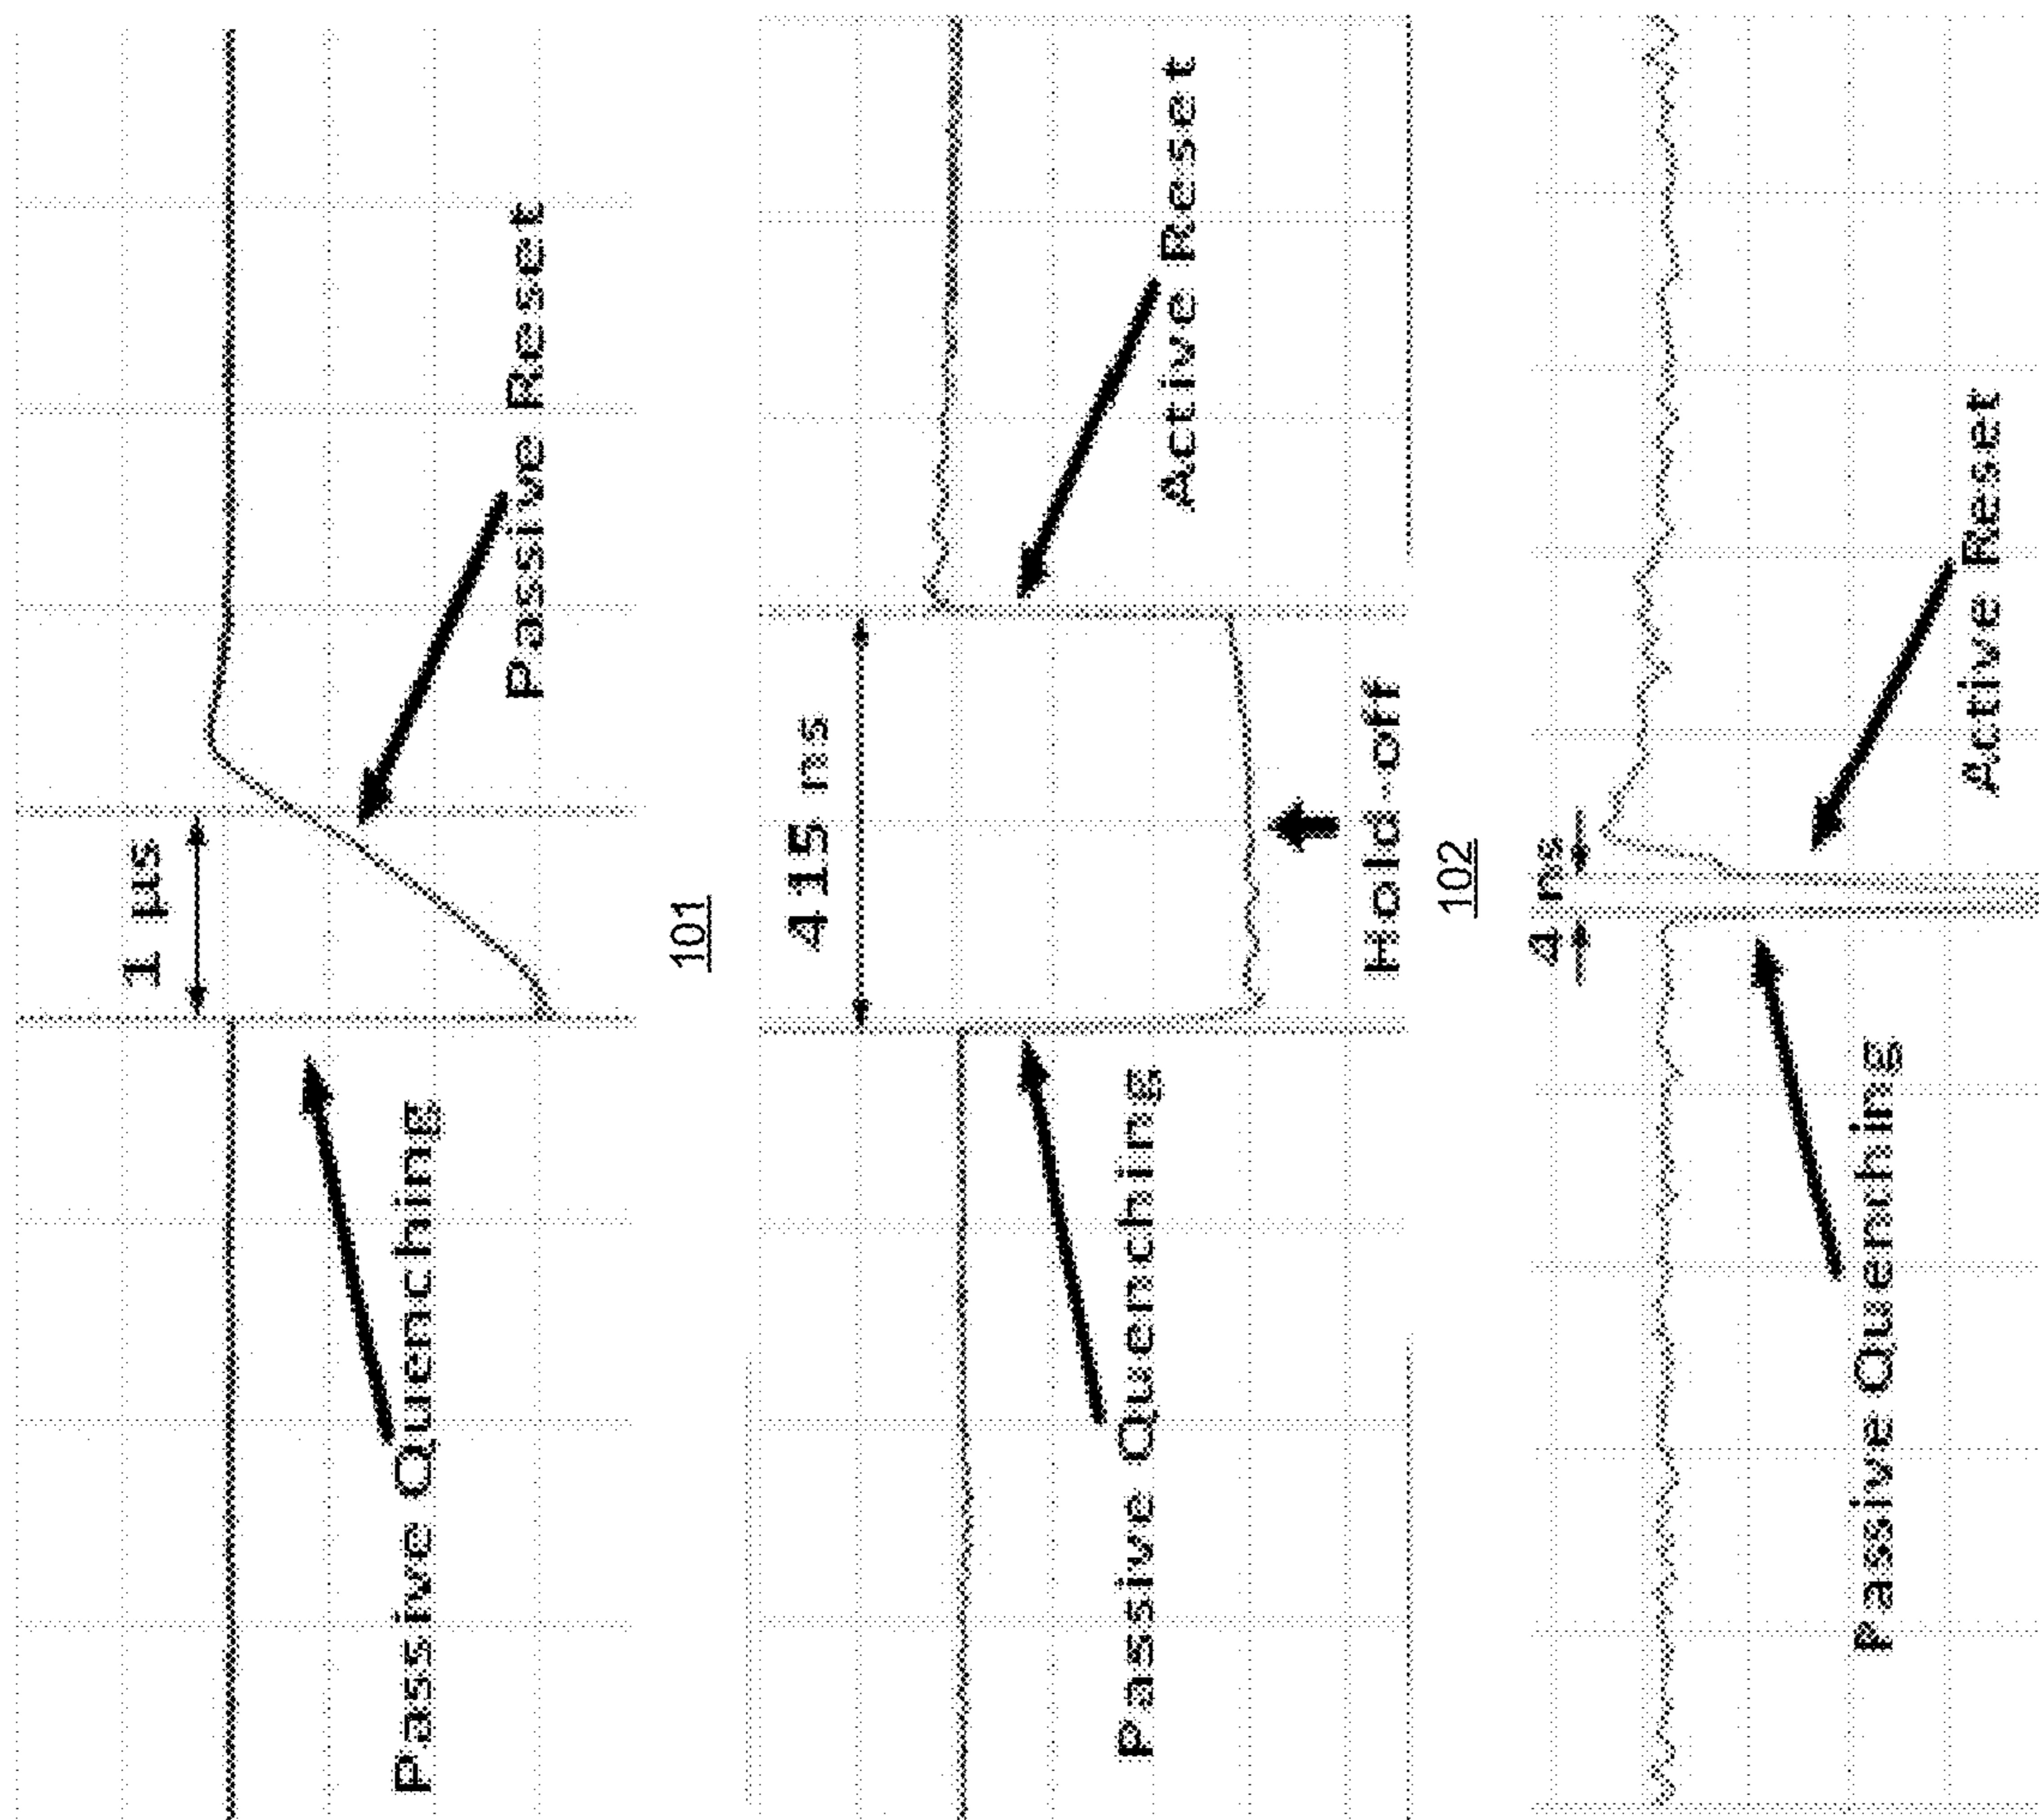 1 µs
Passive Quenching
Passive Reset
101
415 ns
Passive Quenching
Active Reset
Hold-off
102
4 ns
Passive Quenching
Active Reset